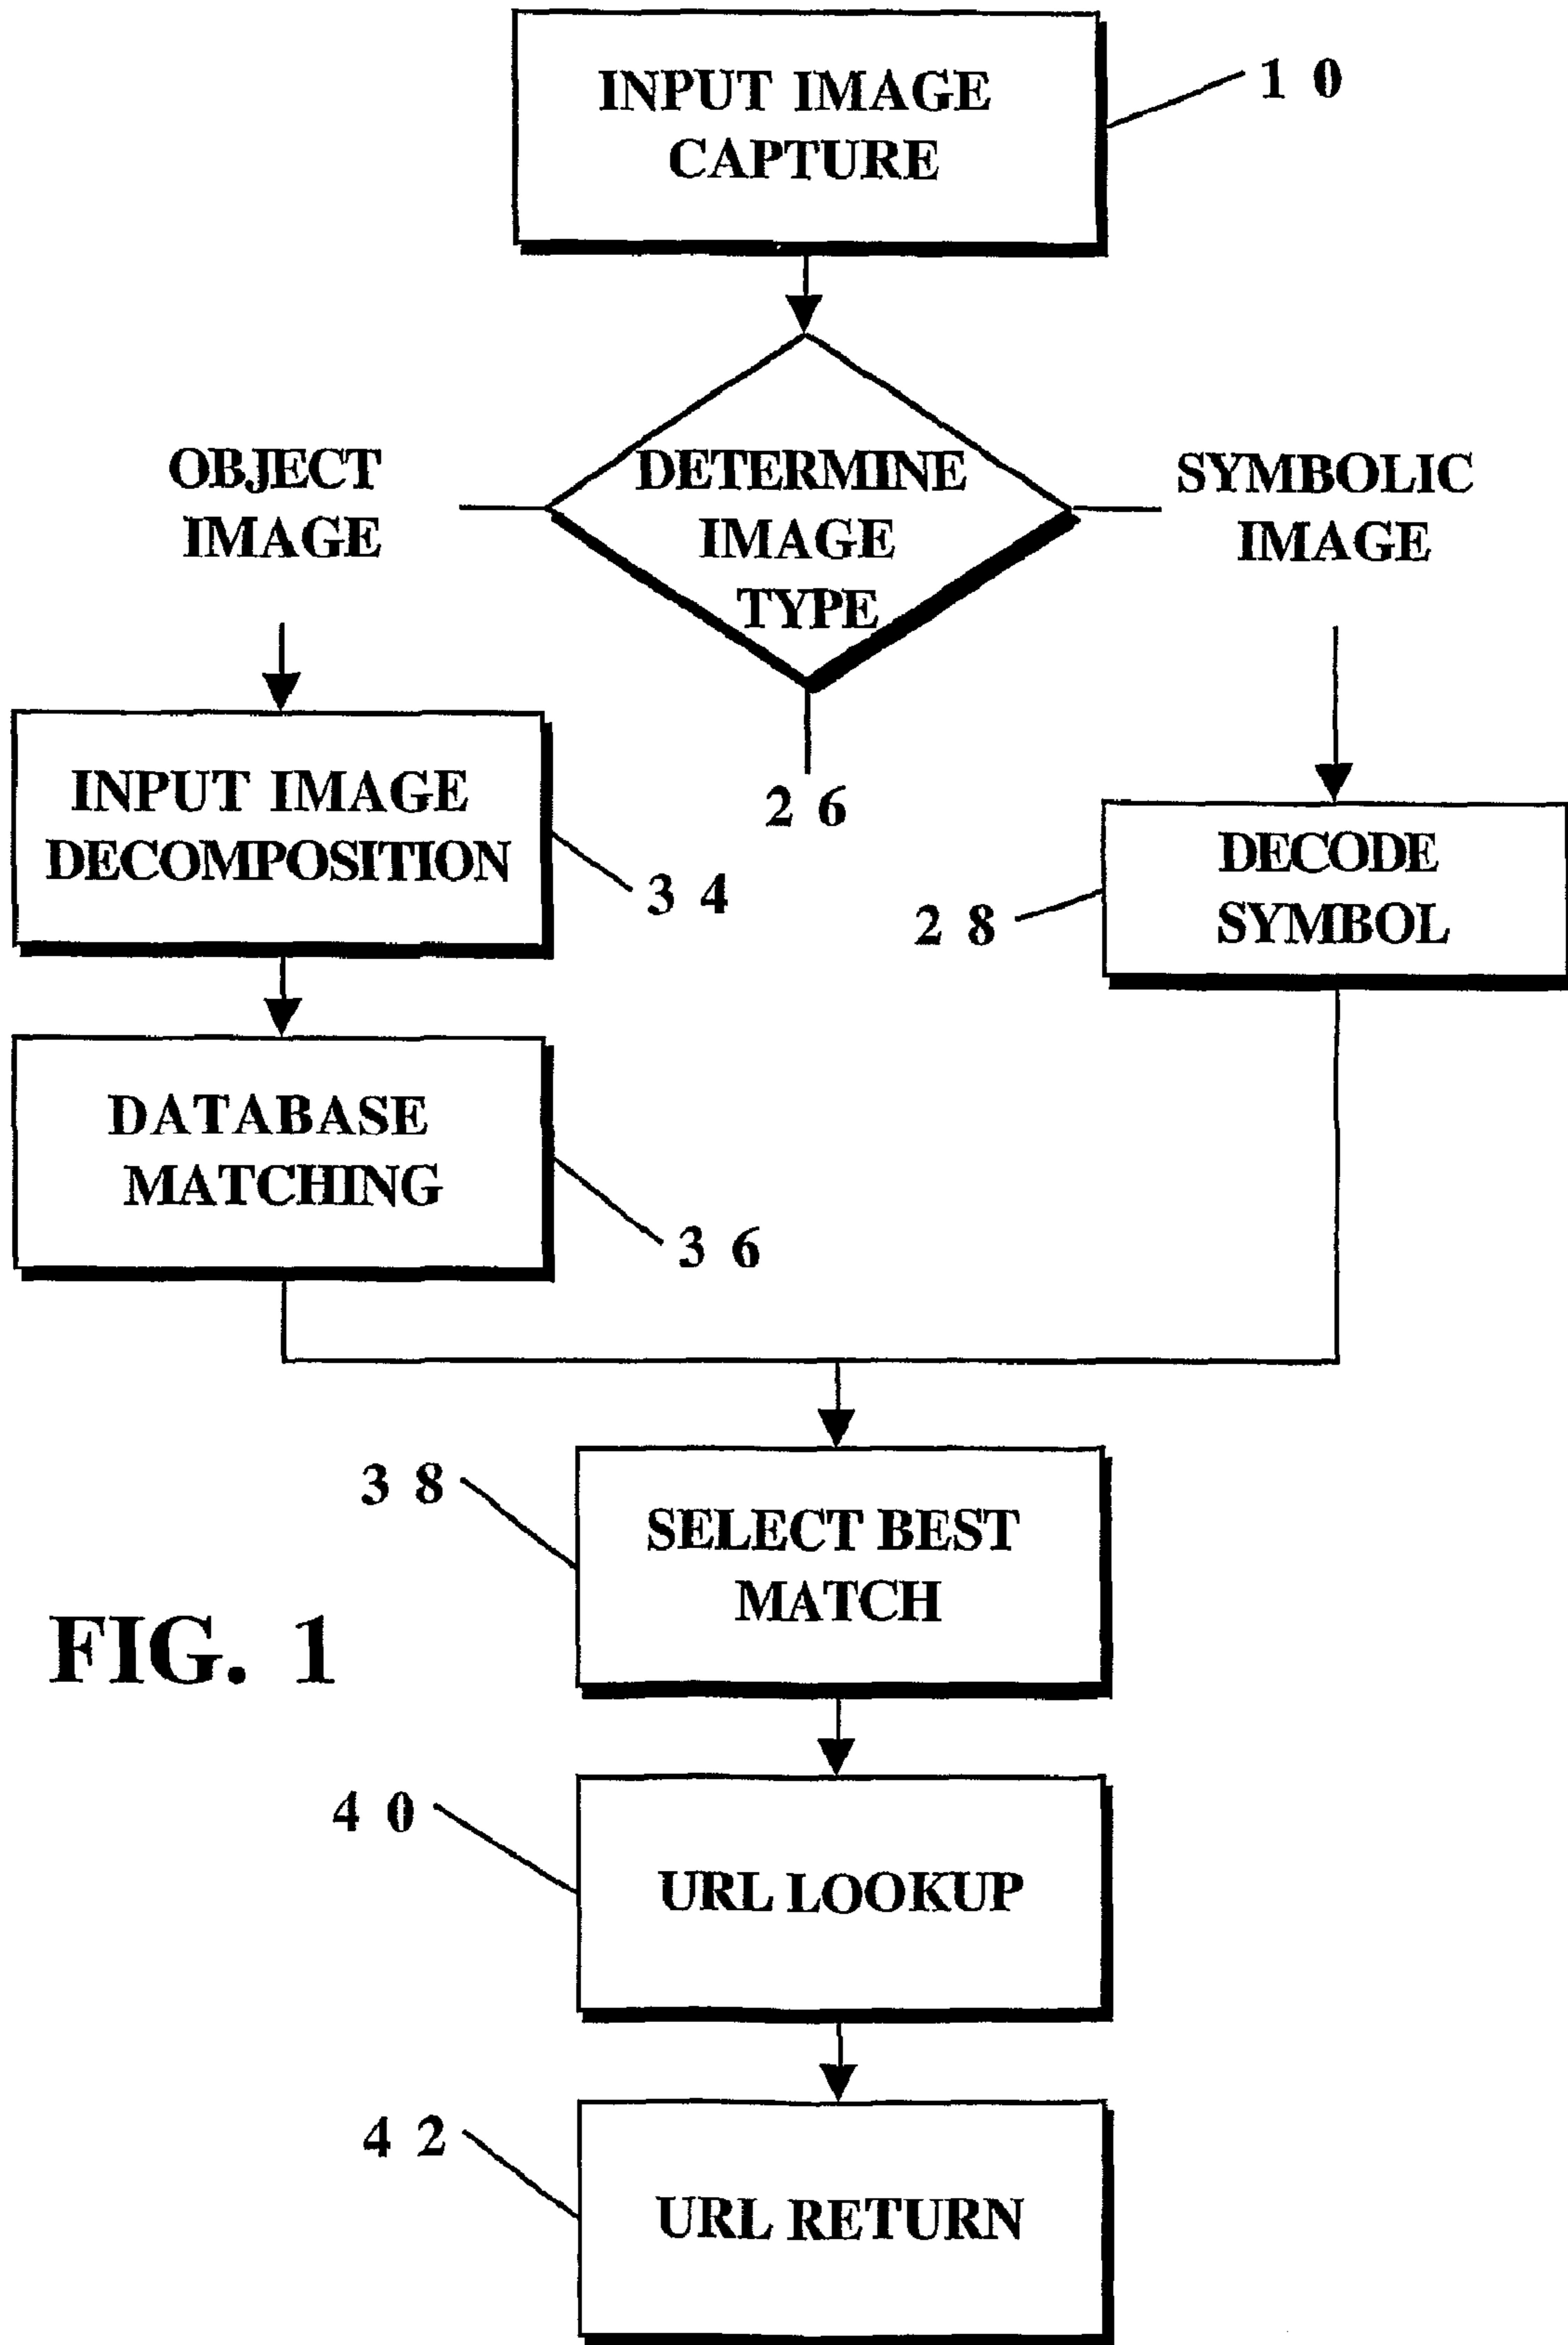 INPUT IMAGE
CAPTURE
1 0
OBJECT
IMAGE
DETERMINE
IMAGE
TYPE
SYMBOLIC
IMAGE
2 6
INPUT IMAGE
DECOMPOSITION
3 4
DECODE
SYMBOL
2 8
DATABASE
MATCHING
3 6
3 8
SELECT BEST
MATCH
FIG. 1
4 0
URL LOOKUP
4 2
URL RETURN